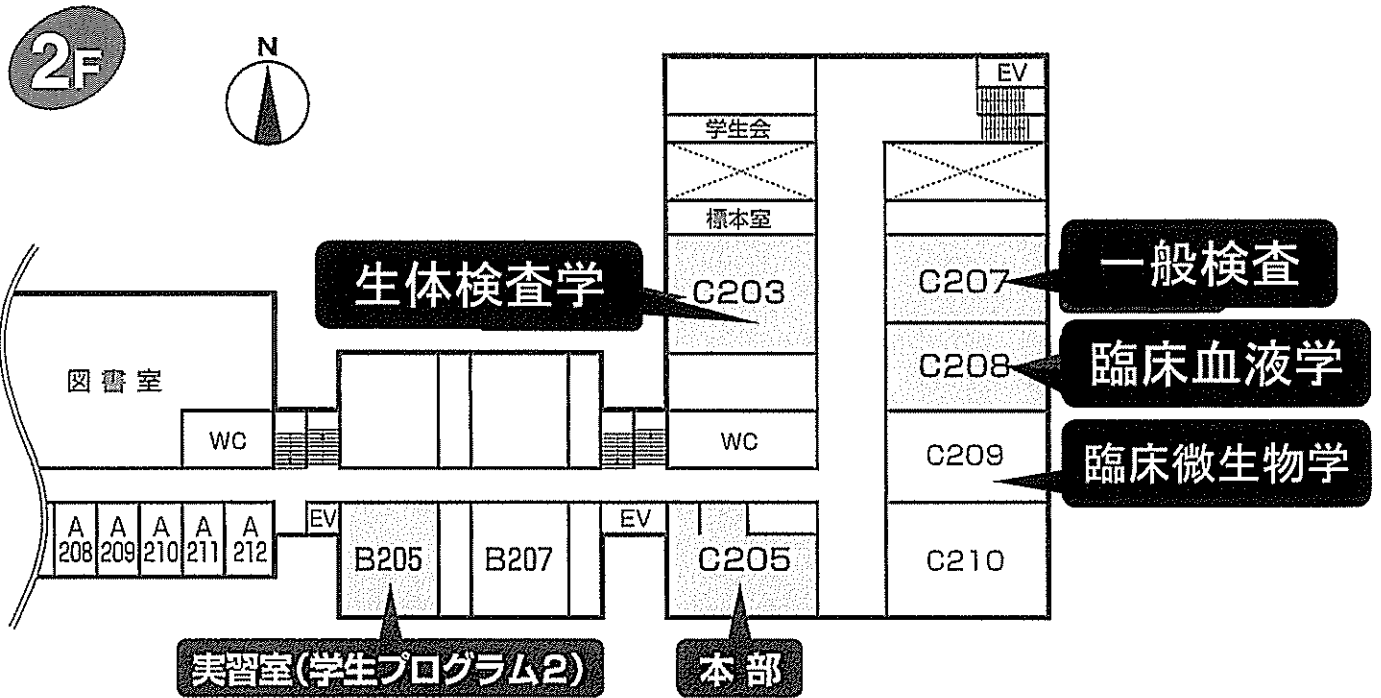 2F
N
EV
学生会
標本室
生体検査学
C203
C207
一般検査
C208
臨床血液学
図書室
WC
WC
C209
臨床微生物学
A
208
A
209
A
210
A
211
A
212
EV
B205
B207
EV
C205
C210
実習室(学生プログラム2)
本部